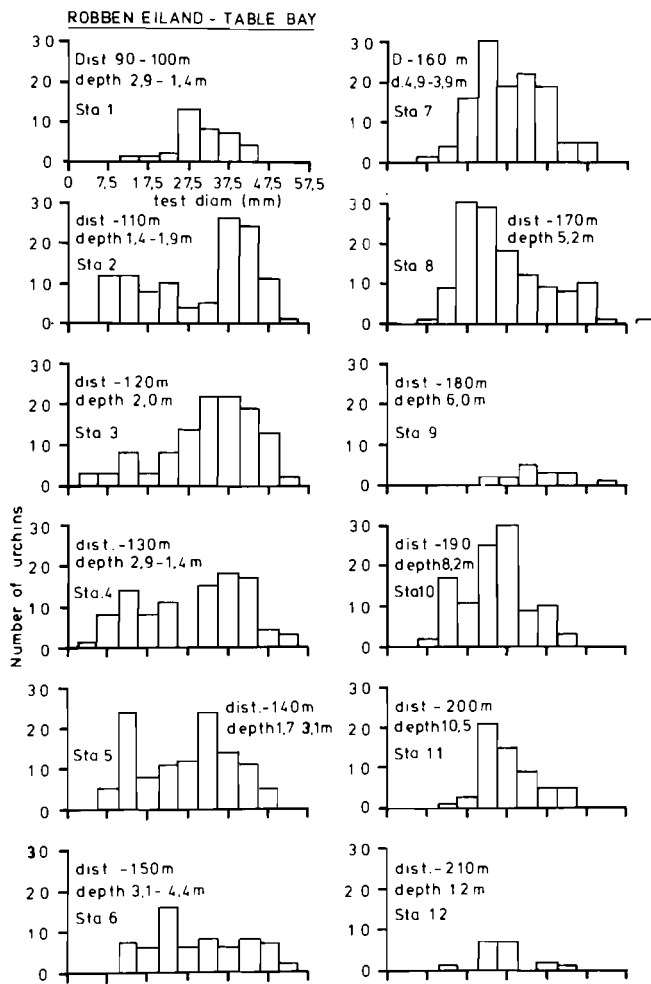 ROBBEN EILAND - TABLE BAY
Number of urchins
30
20
10
0
Dist 90-100m
depth 2,9-1,4m
Sta 1
0 7,5 17,5 27,5 37,5 47,5 57,5
test diam (mm)
30
20
10
0
dist -110m
depth 1,4-1,9m
Sta 2
30
20
10
0
dist -120m
depth 2,0m
Sta 3
30
20
10
0
dist.-130m
depth 2,9-1,4m
Sta.4
30
20
10
0
dist.-140m
depth1,7 3,1m
Sta 5
30
20
10
0
dist -150m
depth 3,1- 4,4m
Sta 6
30
20
10
0
D -160 m
d.4,9-3,9m
Sta 7
30
20
10
0
dist -170m
depth 5,2m
Sta 8
30
20
10
0
dist -180m
depth 6,0m
Sta 9
30
20
10
0
dist -190
depth8,2m
Sta10
30
20
10
0
dist - 200m
depth10,5
Sta 11
30
20
10
0
dist.-210m
depth 12m
Sta 12